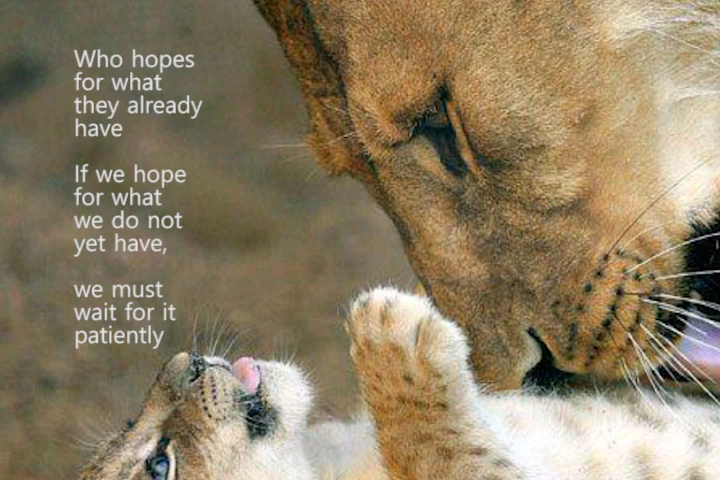 Who hopes
for what
they already
have
If we hope
for what
we do not
yet have,
we must
wait for it
patiently